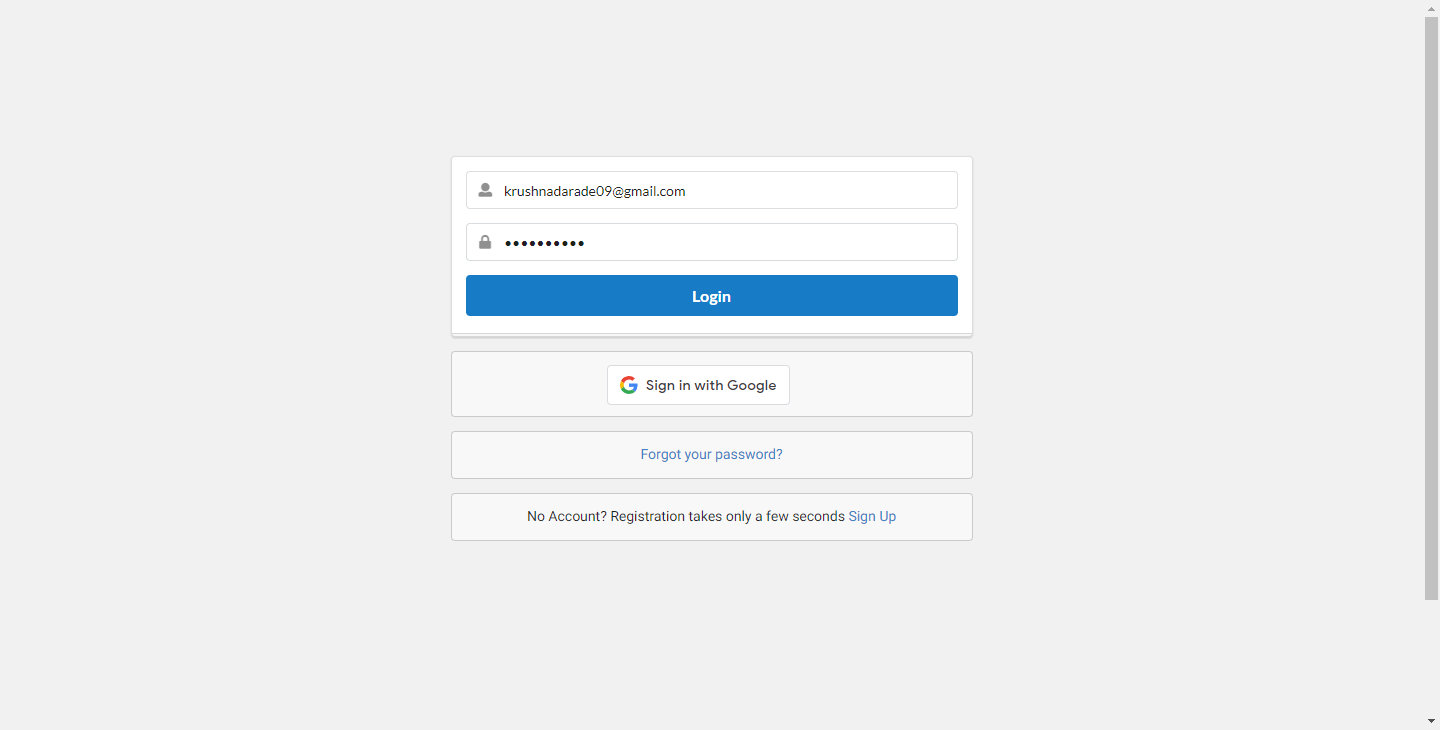 krushnadarade09@gmail.com
••••••••••
Login
Sign in with Google
Forgot your password?
No Account? Registration takes only a few seconds Sign Up